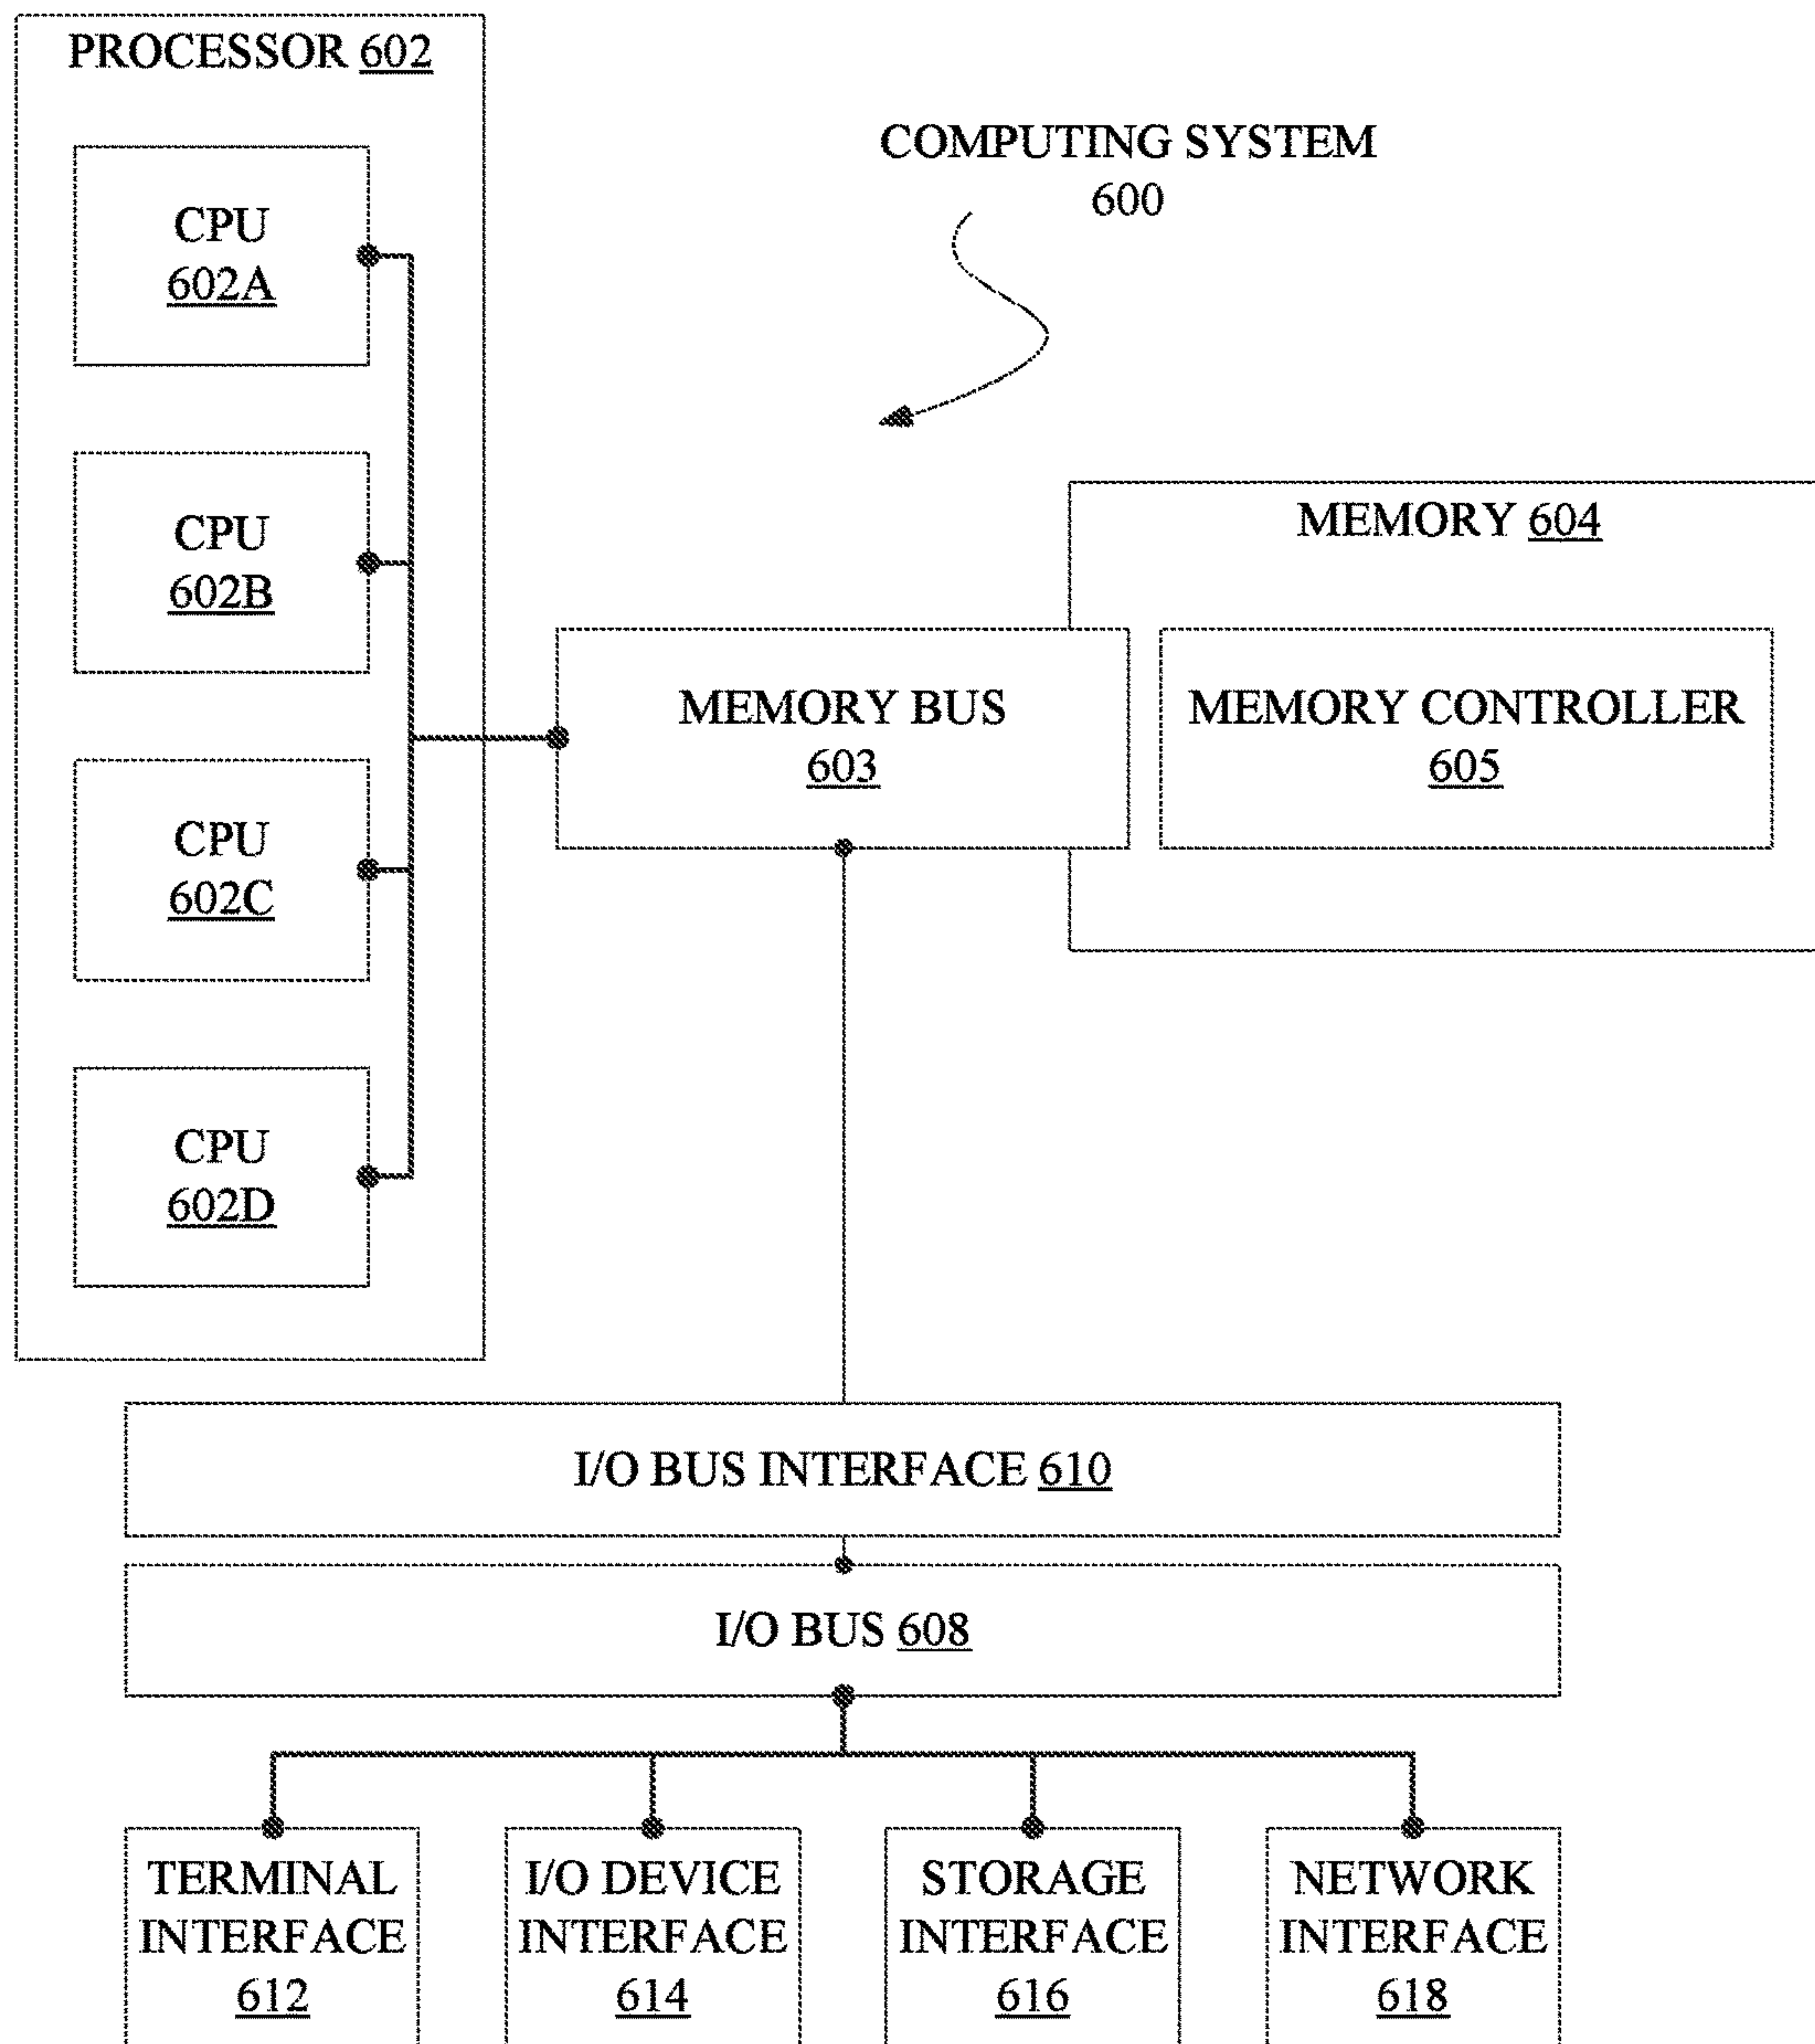 PROCESSOR 602
CPU
602A
CPU
602B
CPU
602C
CPU
602D
COMPUTING SYSTEM
600
MEMORY 604
MEMORY BUS
603
MEMORY CONTROLLER
605
I/O BUS INTERFACE 610
I/O BUS 608
TERMINAL
INTERFACE
612
I/O DEVICE
INTERFACE
614
STORAGE
INTERFACE
616
NETWORK
INTERFACE
618